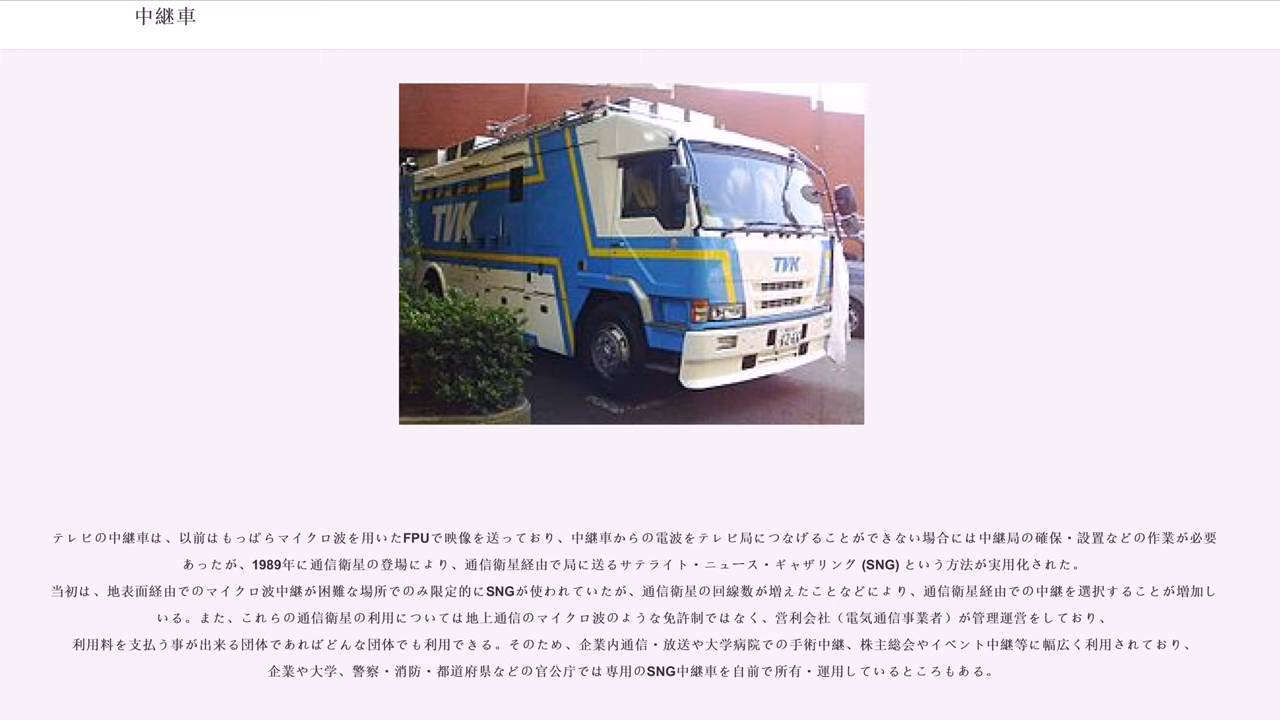 中継車
TVK
TVK
テレビの中継車は、以前はもっぱらマイクロ波を用いたFPUで映像を送っており、中継車からの電波をテレビ局につなげることができない場合には中継局の確保・設置などの作業が必要
あったが、1989年に通信衛星の登場により、通信衛星経由で局に送るサテライト・ニュース・ギャザリング (SNG) という方法が実用化された。
当初は、地表面経由でのマイクロ波中継が困難な場所でのみ限定的にSNGが使われていたが、通信衛星の回線数が増えたことなどにより、通信衛星経由での中継を選択することが増加し
いる。また、これらの通信衛星の利用については地上通信のマイクロ波のような免許制ではなく、営利会社（電気通信事業者）が管理運営をしており、
利用料を支払う事が出来る団体であればどんな団体でも利用できる。そのため、企業内通信・放送や大学病院での手術中継、株主総会やイベント中継等に幅広く利用されており、
企業や大学、警察・消防・都道府県などの官公庁では専用のSNG中継車を自前で所有・運用しているところもある。